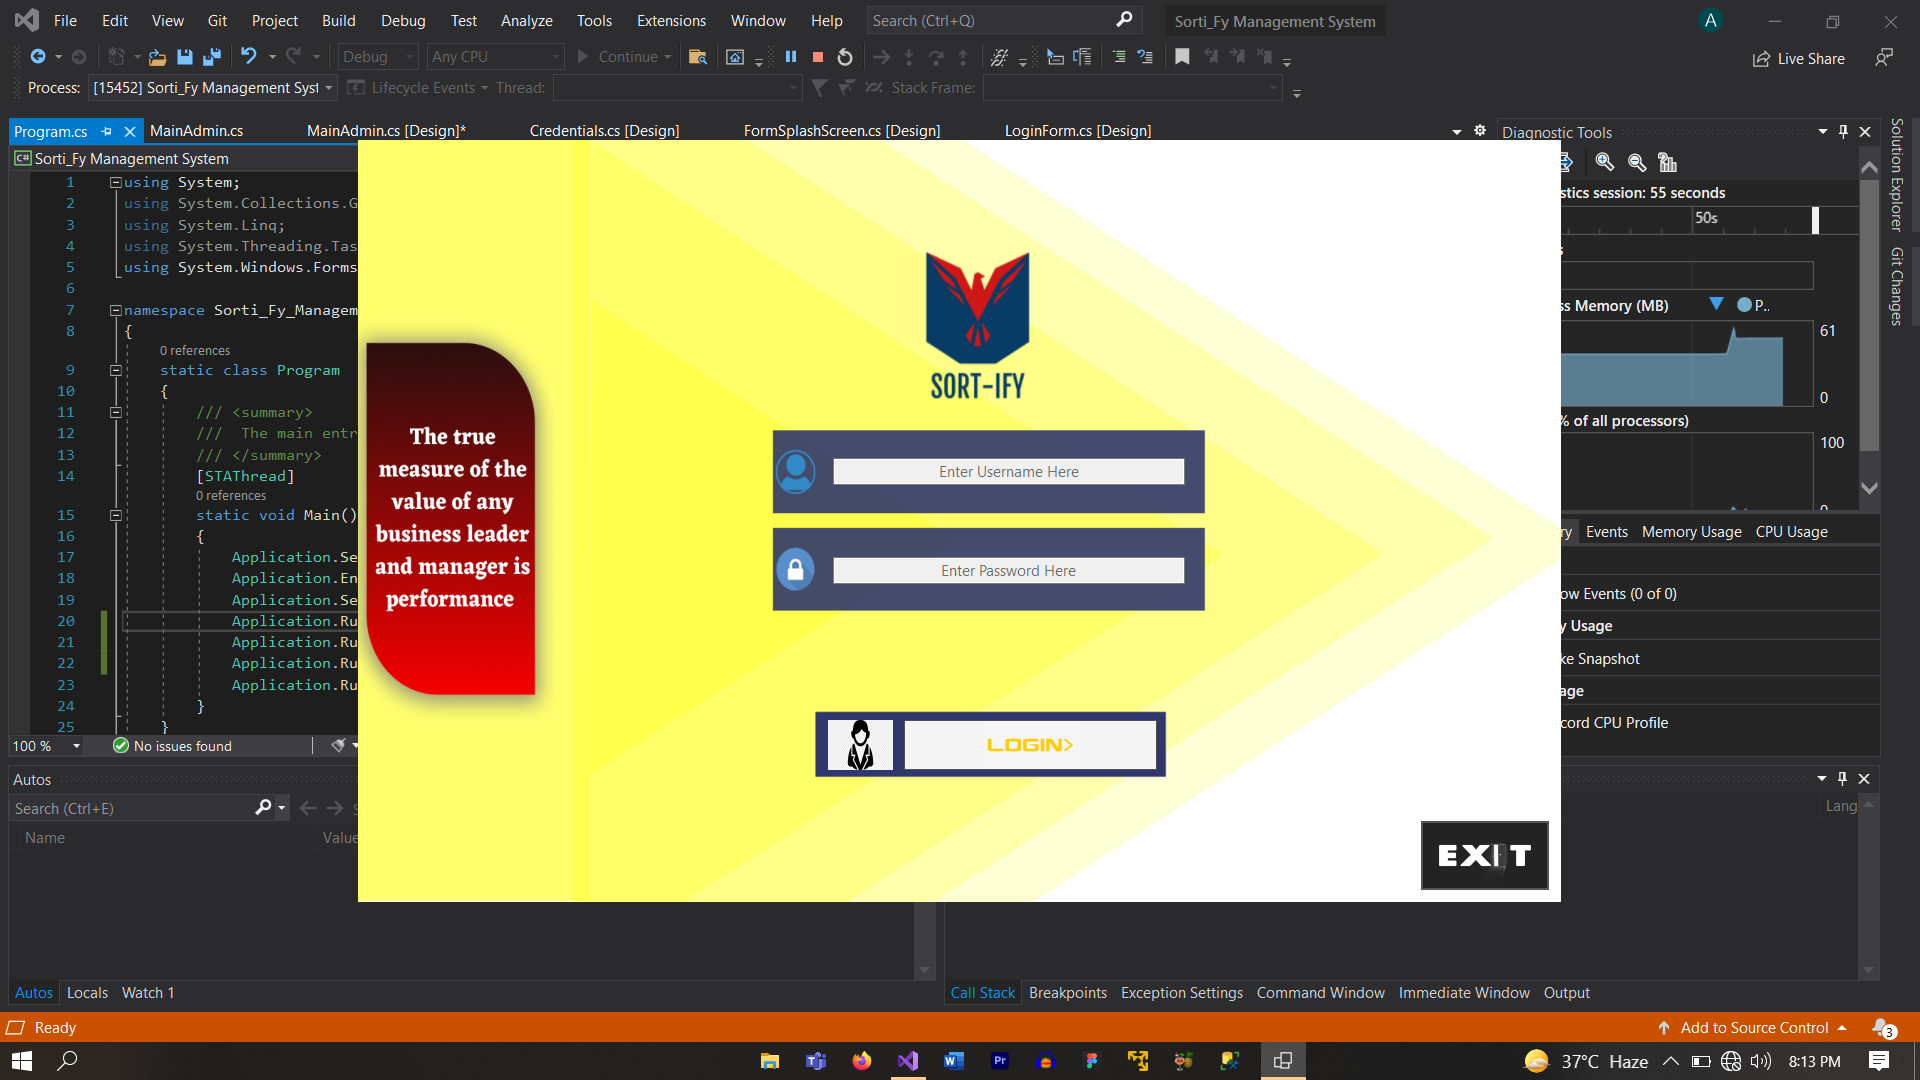 File Edit View Git Project Build Debug Test Analyze Tools Extensions Window Help Search (Ctrl+Q) Sorti_Fy Management System A
Debug Any CPU Continue Live Share
Process: [15452] Sorti_Fy Management Syst Lifecycle Events Thread: Stack Frame:
Program.cs MainAdmin.cs MainAdmin.cs [Design]* Credentials.cs [Design] FormSplashScreen.cs [Design] LoginForm.cs [Design] Diagnostic Tools
C# Sorti_Fy Management System
1 using System;
2 using System.Collections.G
3 using System.Linq;
4 using System.Threading.Tas
5 using System.Windows.Forms
6
7 namespace Sorti_Fy_Managem
8 {
0 references
9 static class Program
10 {
11 /// <summary>
12 /// The main entr
13 /// </summary>
14 [STAThread]
0 references
15 static void Main()
16 {
17 Application.Se
18 Application.En
19 Application.Se
20 Application.Ru
21 Application.Ru
22 Application.Ru
23 Application.Ru
24 }
25 }
100 % No issues found
The true
measure of the
value of any
business leader
and manager is
performance
SORT-IFY
Enter Username Here
Enter Password Here
LOGIN>
EXIT
stics session: 55 seconds
50s
s
ss Memory (MB) P..
61
0
% of all processors)
100
0
ry Events Memory Usage CPU Usage
ow Events (0 of 0)
y Usage
ke Snapshot
age
cord CPU Profile
Solution Explorer
Git Changes
Autos
Search (Ctrl+E)
Name Value
Lang
Autos Locals Watch 1
Call Stack Breakpoints Exception Settings Command Window Immediate Window Output
Ready Add to Source Control 3
W Pr 37°C Haze 8:13 PM